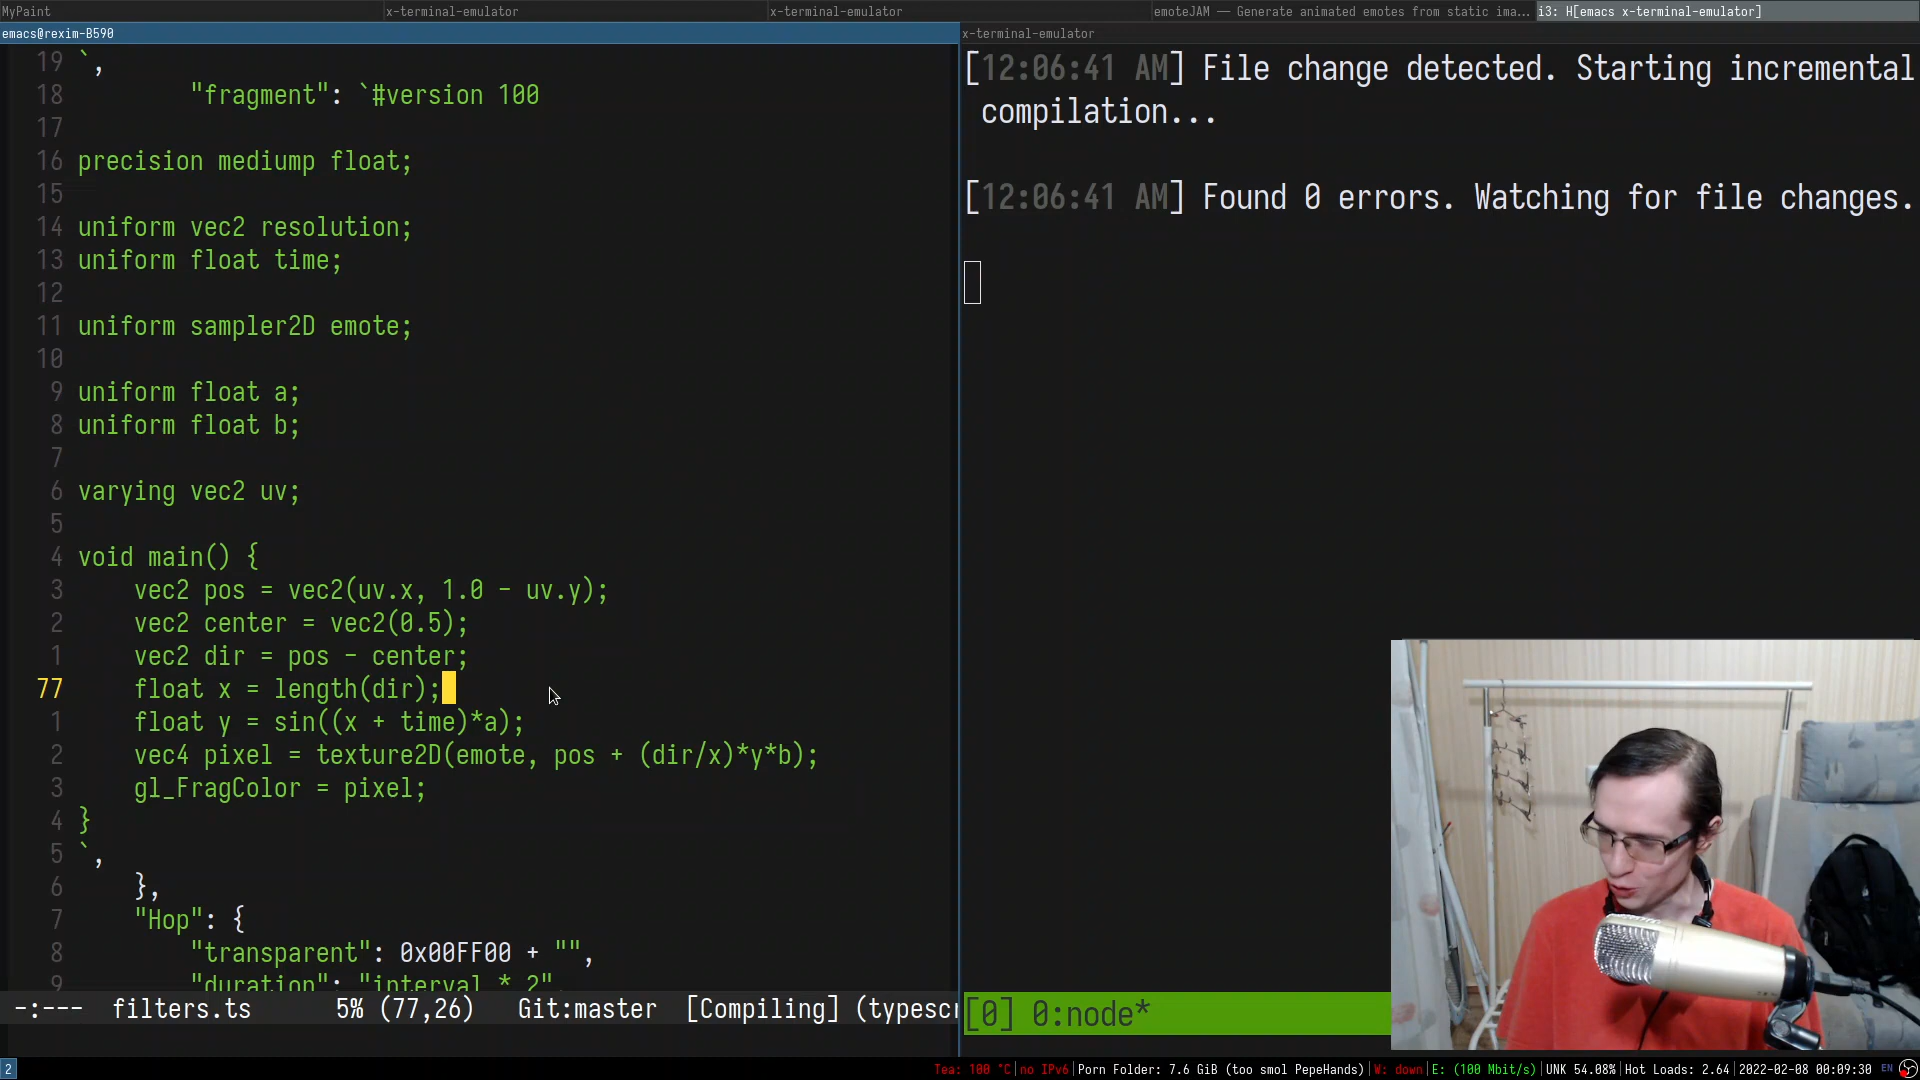 MyPaint
x-terminal-emulator
x-terminal-emulator
emoteJAM —— Generate animated emotes from static ima...
i3: H[emacs x-terminal-emulator]
emacs@rexim-B590
19 `,
18 "fragment": `#version 100
17
16 precision mediump float;
15
14 uniform vec2 resolution;
13 uniform float time;
12
11 uniform sampler2D emote;
10
9 uniform float a;
8 uniform float b;
7
6 varying vec2 uv;
5
4 void main() {
3 vec2 pos = vec2(uv.x, 1.0 - uv.y);
2 vec2 center = vec2(0.5);
1 vec2 dir = pos - center;
77 float x = length(dir);
1 float y = sin((x + time)*a);
2 vec4 pixel = texture2D(emote, pos + (dir/x)*y*b);
3 gl_FragColor = pixel;
4 }
5 `,
6 },
7 "Hop": {
8 "transparent": 0x00FF00 + "",
9 "duration": "interval * 2"
-:--- filters.ts 5% (77,26) Git:master [Compiling] (typescr
x-terminal-emulator
[12:06:41 AM] File change detected. Starting incremental
compilation...
[12:06:41 AM] Found 0 errors. Watching for file changes.
[0] 0:node*
2
Tea: 100 °C|no IPv6|Porn Folder: 7.6 GiB (too smol PepeHands)|W: down|E: (100 Mbit/s)|UNK 54.08%|Hot Loads: 2.64|2022-02-08 00:09:30 EN